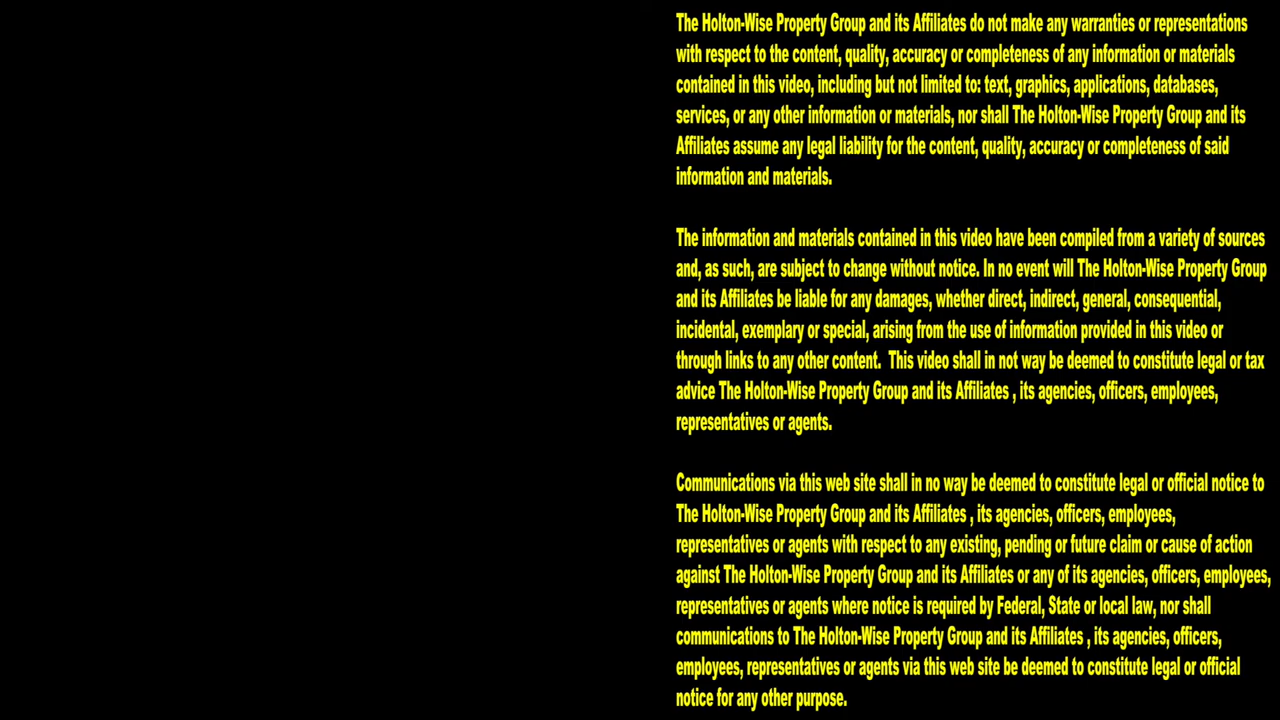 The Holton-Wise Property Group and its Affiliates do not make any warranties or representations
with respect to the content, quality, accuracy or completeness of any information or materials
contained in this video, including but not limited to: text, graphics, applications, databases,
services, or any other information or materials, nor shall The Holton-Wise Property Group and its
Affiliates assume any legal liability for the content, quality, accuracy or completeness of said
information and materials.
The information and materials contained in this video have been compiled from a variety of sources
and, as such, are subject to change without notice. In no event will The Holton-Wise Property Group
and its Affiliates be liable for any damages, whether direct, indirect, general, consequential,
incidental, exemplary or special, arising from the use of information provided in this video or
through links to any other content.  This video shall in not way be deemed to constitute legal or tax
advice The Holton-Wise Property Group and its Affiliates , its agencies, officers, employees,
representatives or agents.
Communications via this web site shall in no way be deemed to constitute legal or official notice to
The Holton-Wise Property Group and its Affiliates , its agencies, officers, employees,
representatives or agents with respect to any existing, pending or future claim or cause of action
against The Holton-Wise Property Group and its Affiliates or any of its agencies, officers, employees,
representatives or agents where notice is required by Federal, State or local law, nor shall
communications to The Holton-Wise Property Group and its Affiliates , its agencies, officers,
employees, representatives or agents via this web site be deemed to constitute legal or official
notice for any other purpose.